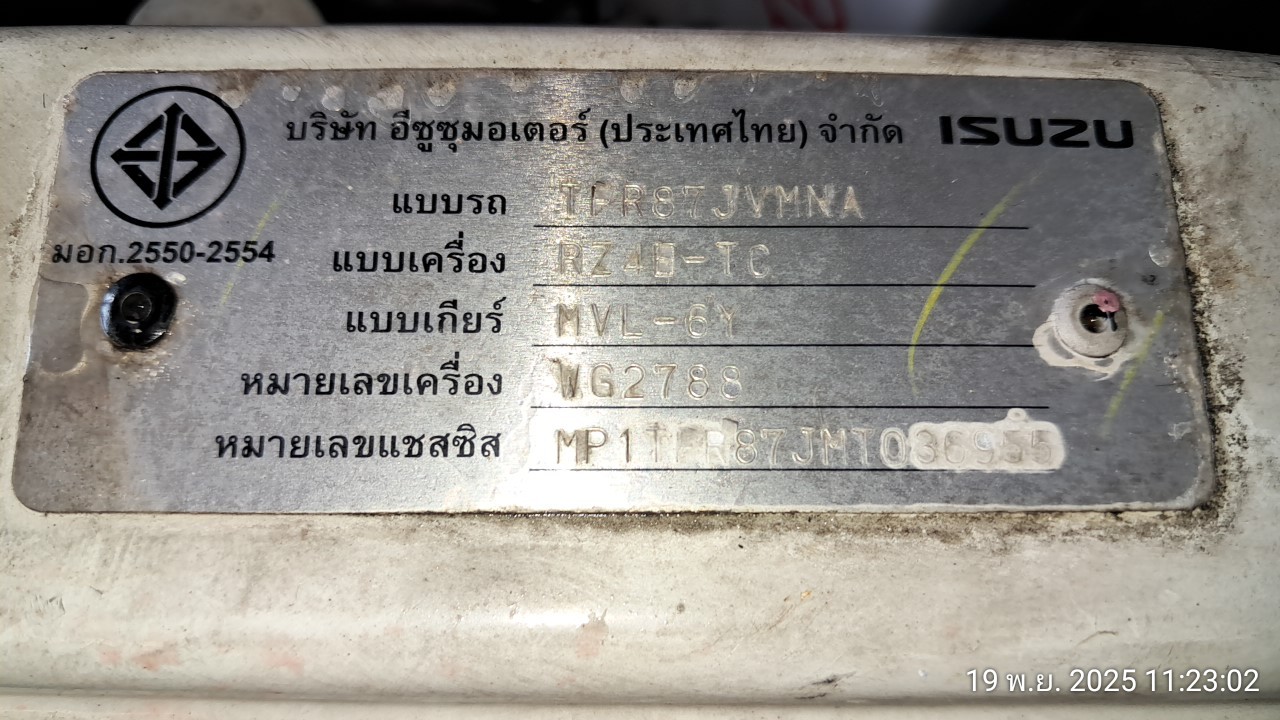 บริษัท อีซูซุมอเตอร์ (ประเทศไทย) จำกัด ISUZU
แบบรถ TFR87JVMNA
มอก.2550-2554
แบบเครื่อง RZ4E-TC
แบบเกียร์ MVL-6Y
หมายเลขเครื่อง WG2788
หมายเลขแชสซิส
19 พ.ย. 2025 11:23:02